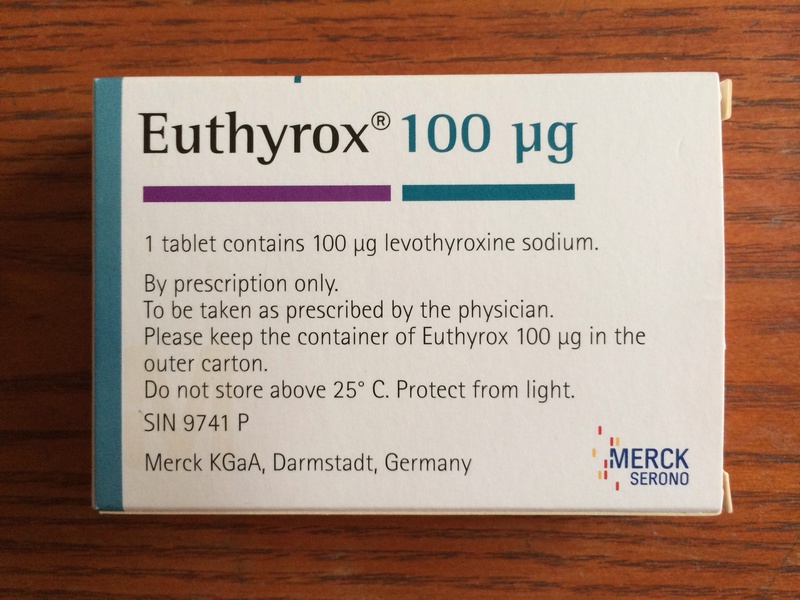 Euthyrox® 100 µg
1 tablet contains 100 µg levothyroxine sodium.
By prescription only.
To be taken as prescribed by the physician.
Please keep the container of Euthyrox 100 µg in the
outer carton.
Do not store above 25° C. Protect from light.
SIN 9741 P
Merck KGaA, Darmstadt, Germany
MERCK
SERONO